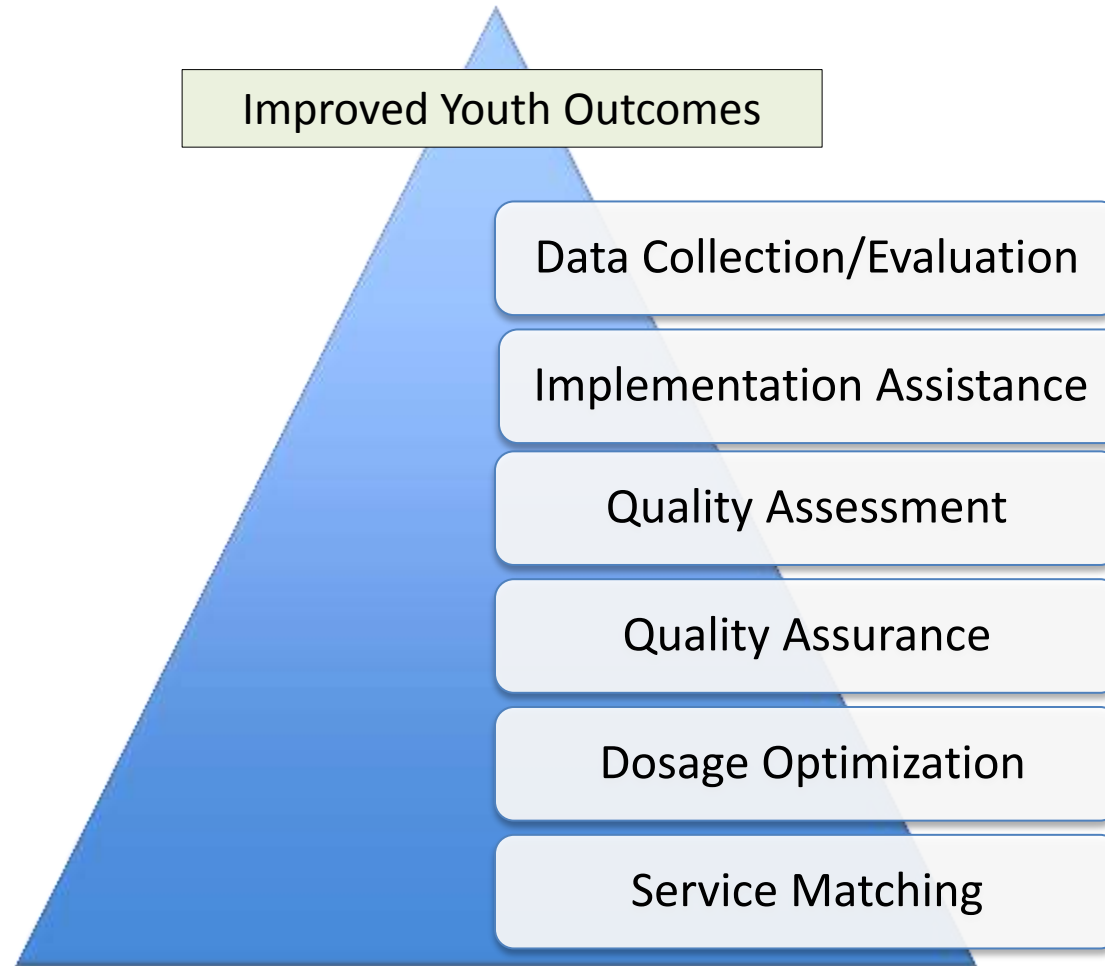 Improved Youth Outcomes
Data Collection/Evaluation
Implementation Assistance
Quality Assessment
Quality Assurance
Dosage Optimization
Service Matching